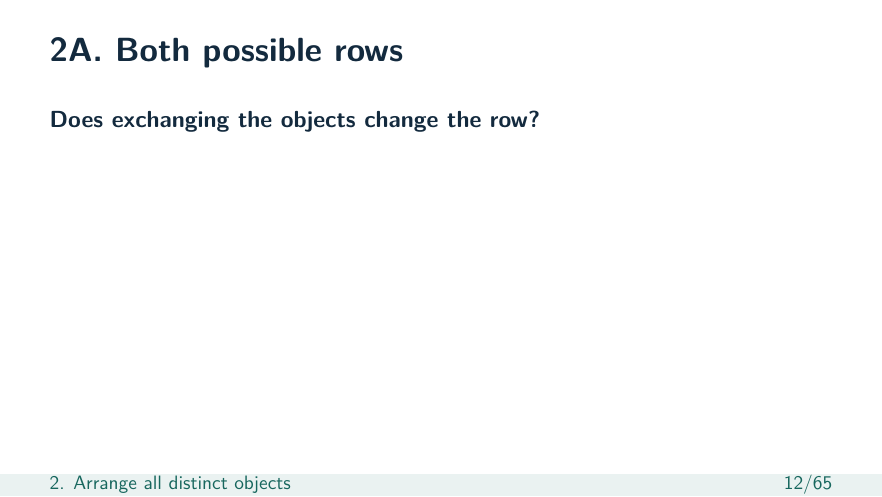 2A. Both possible rows
Does exchanging the objects change the row?
2. Arrange all distinct objects
12/65